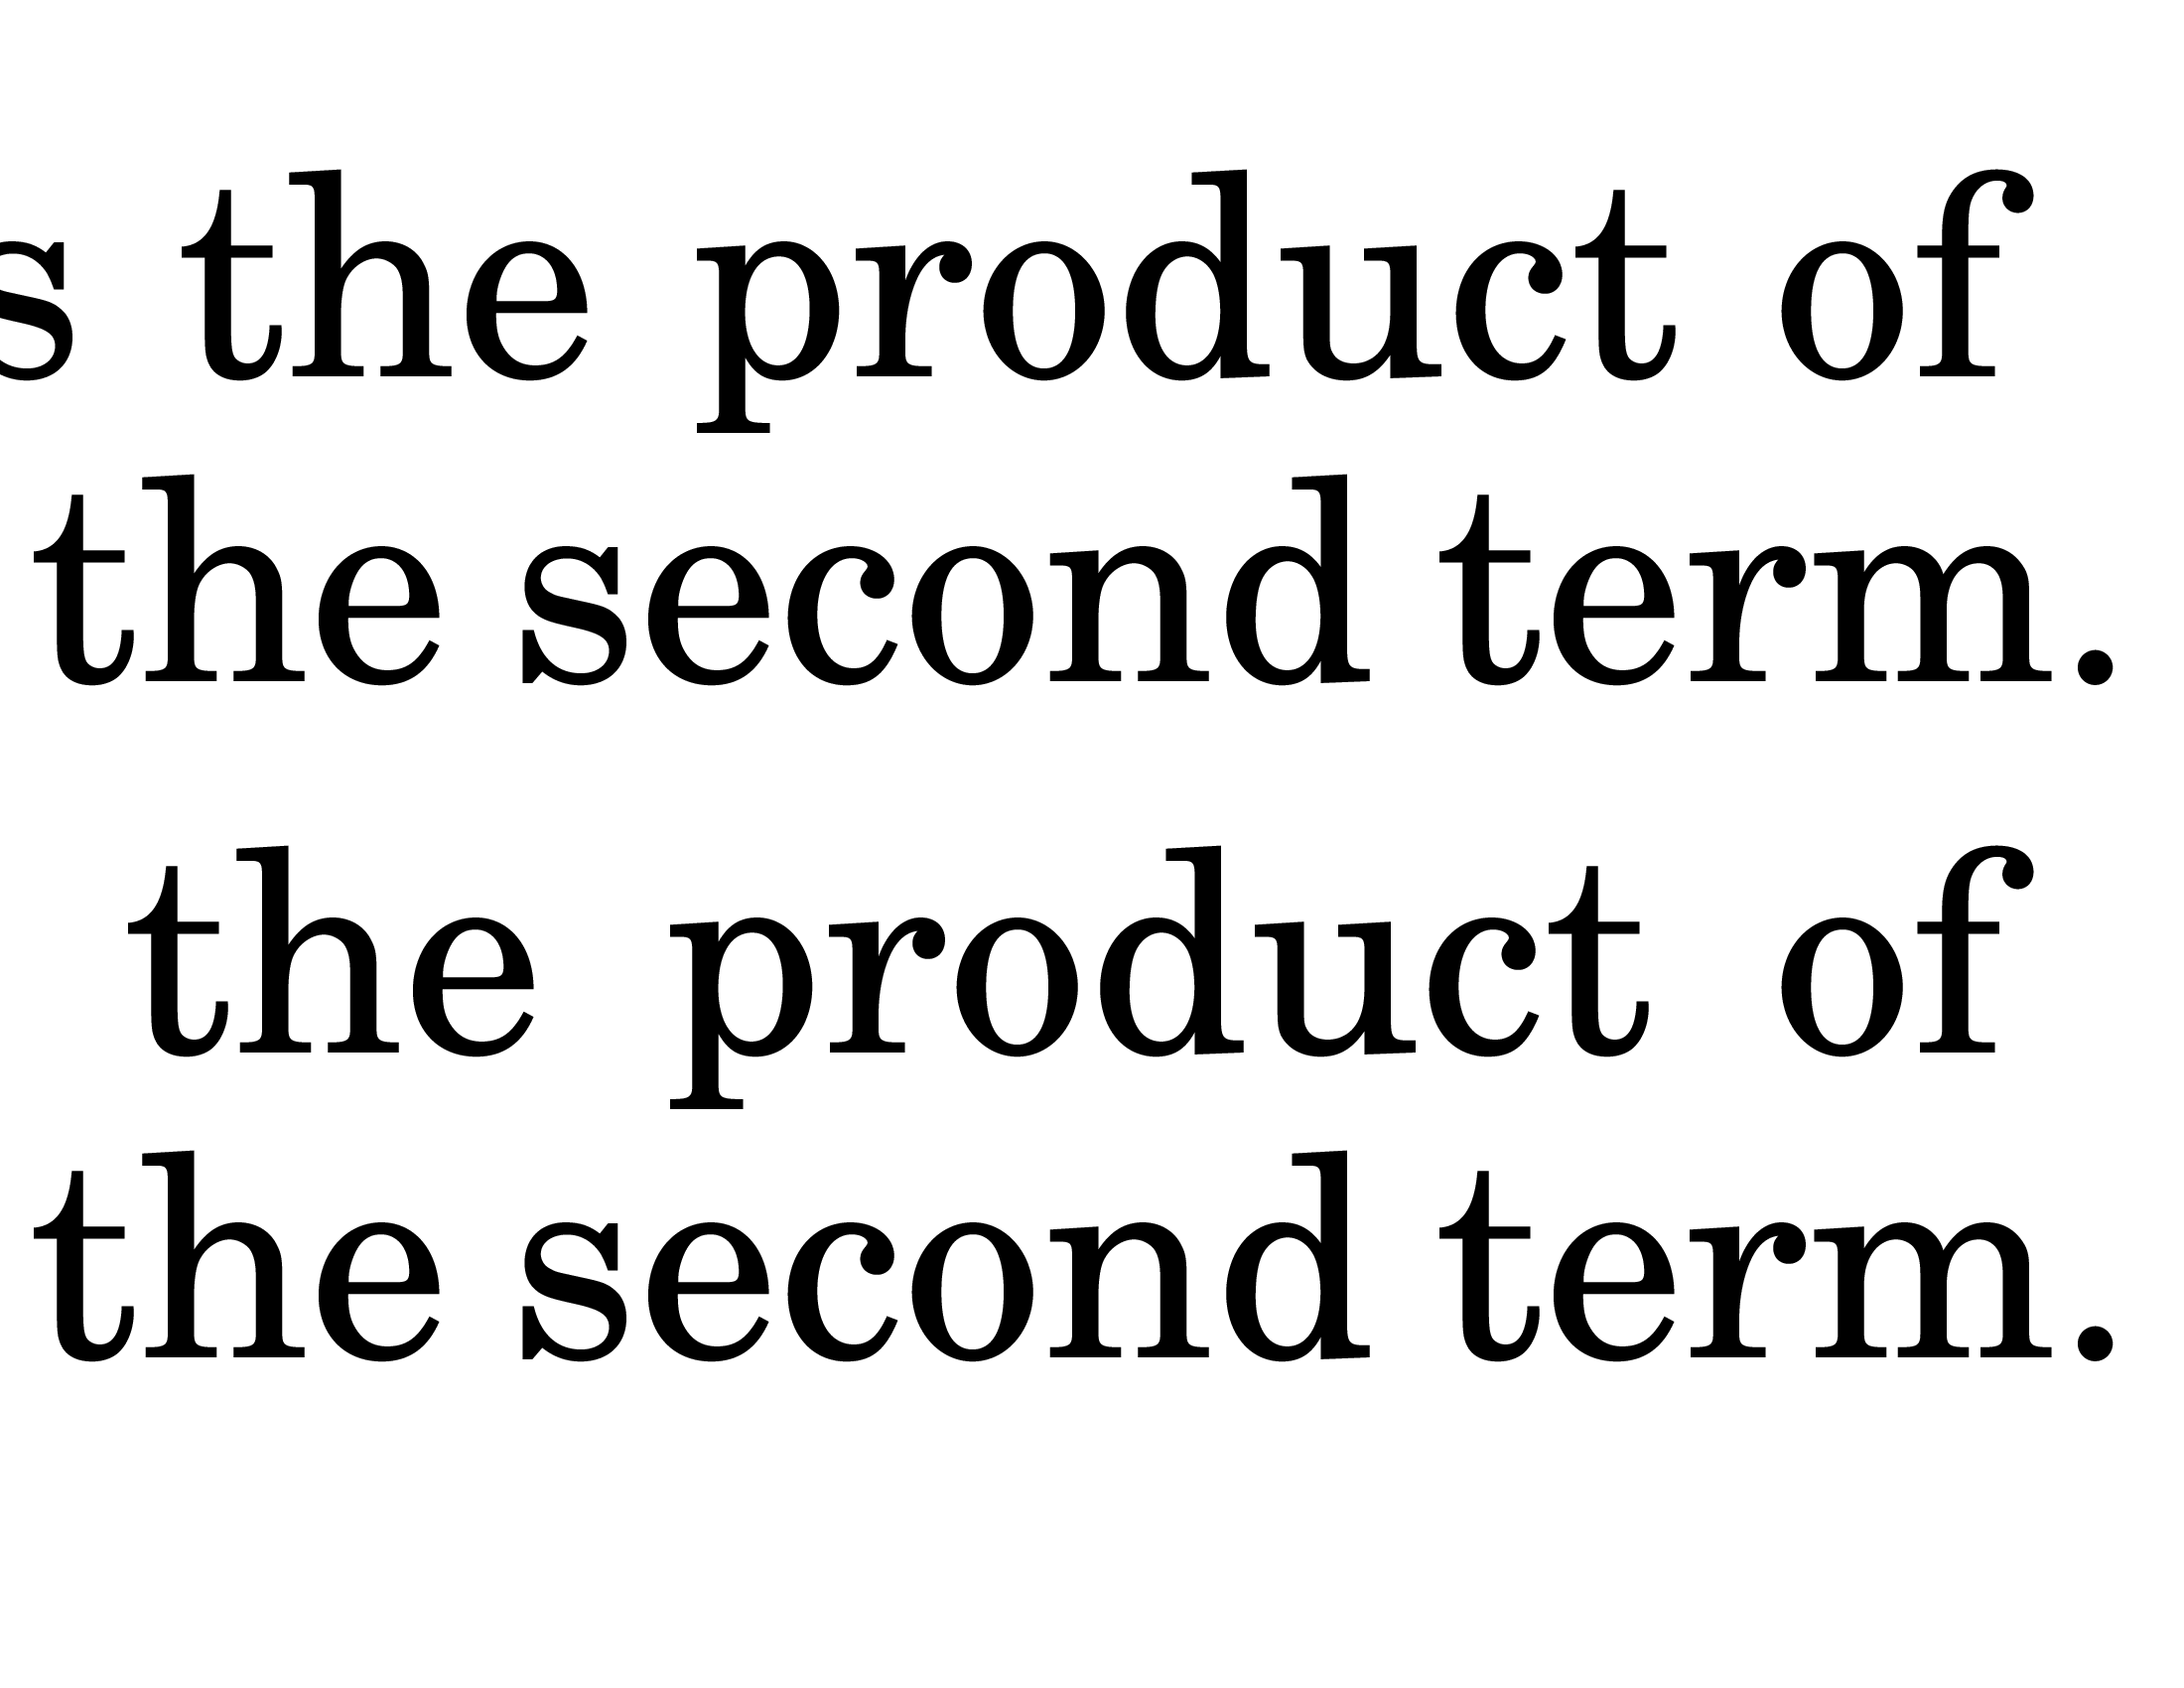 s the product of
the second term.
the product of
the second term.